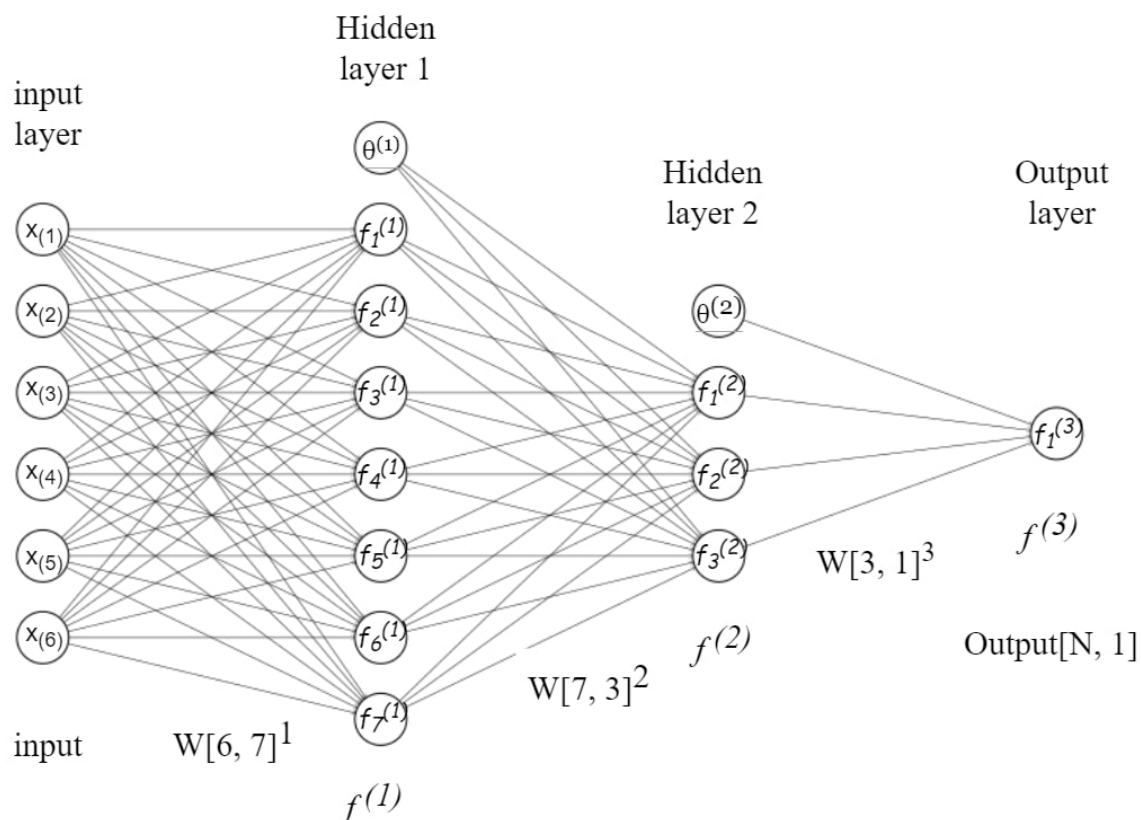 Hidden
layer 1
input
layer
θ⁽¹⁾
Hidden
layer 2
Output
layer
x₍₁₎
x₍₂₎
x₍₃₎
x₍₄₎
x₍₅₎
x₍₆₎
f₁⁽¹⁾
f₂⁽¹⁾
f₃⁽¹⁾
f₄⁽¹⁾
f₅⁽¹⁾
f₆⁽¹⁾
f₇⁽¹⁾
θ⁽²⁾
f₁⁽²⁾
f₂⁽²⁾
f₃⁽²⁾
f₁⁽³⁾
f⁽³⁾
W[3, 1]³
f⁽²⁾
Output[N, 1]
W[7, 3]²
input
W[6, 7]¹
f⁽¹⁾